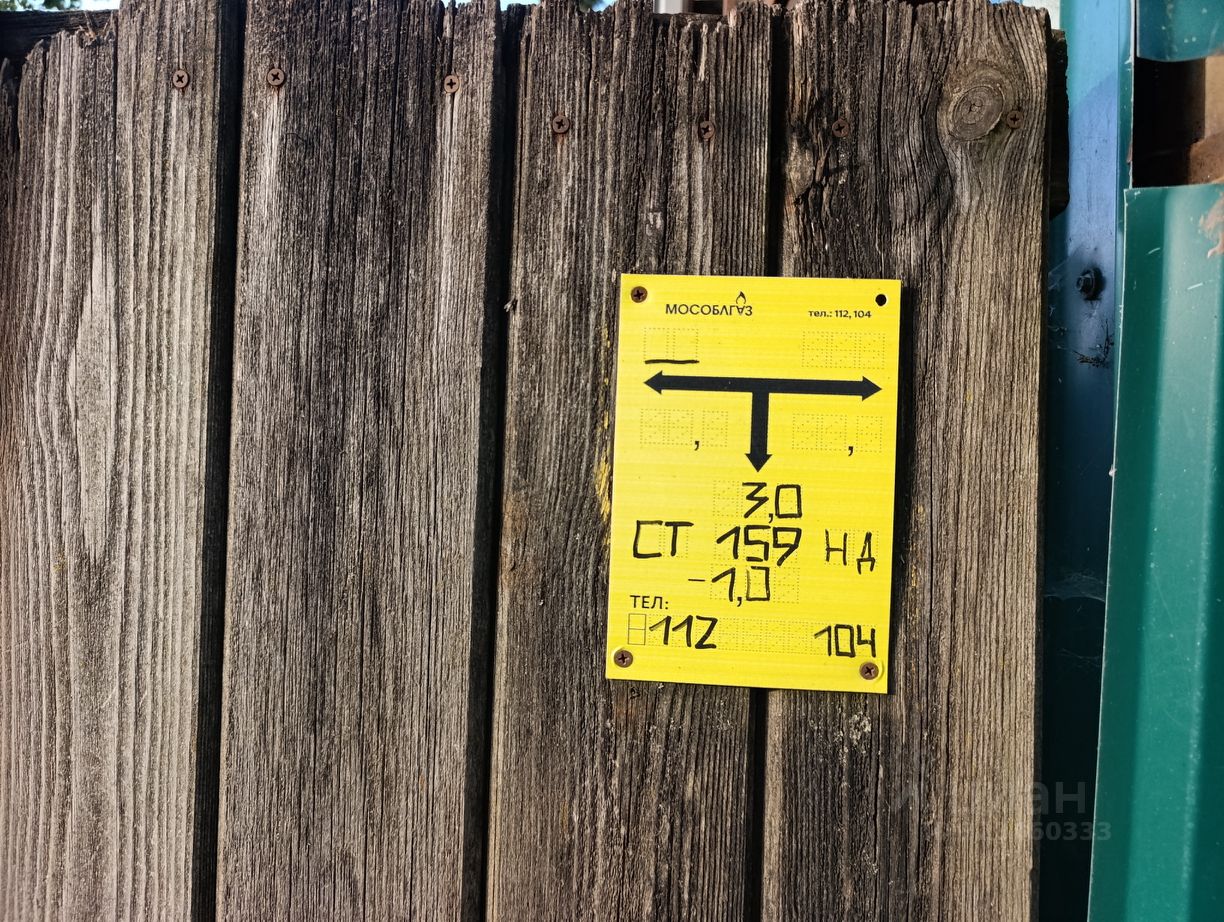 МОСОБЛГАЗ тел.: 112, 104
3,0
СТ 159 НД
-1,0
ТЕЛ:
112 104